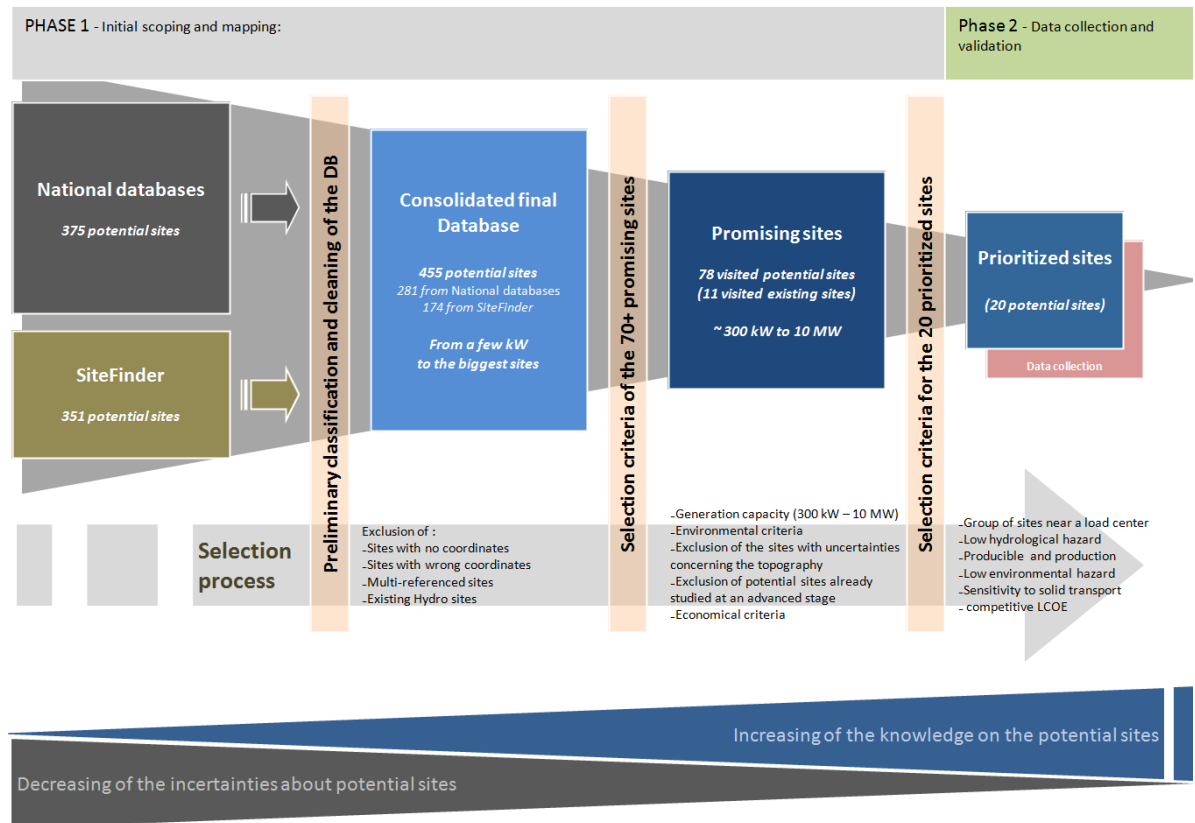 PHASE 1 - Initial scoping and mapping:
Phase 2 - Data collection and
validation
National databases
375 potential sites
SiteFinder
351 potential sites
Preliminary classification and cleaning of the DB
Consolidated final
Database
455 potential sites
281 from National databases
174 from SiteFinder
From a few kW
to the biggest sites
Selection criteria of the 70+ promising sites
Promising sites
78 visited potential sites
(11 visited existing sites)
~ 300 kW to 10 MW
Selection criteria for the 20 prioritized sites
Prioritized sites
(20 potential sites)
Data collection
Selection
process
Exclusion of :
-Sites with no coordinates
-Sites with wrong coordinates
-Multi-referenced sites
-Existing Hydro sites
-Generation capacity (300 kW – 10 MW)
-Environmental criteria
-Exclusion of the sites with uncertainties
concerning the topography
-Exclusion of potential sites already
studied at an advanced stage
-Economical criteria
-Group of sites near a load center
-Low hydrological hazard
-Producible and production
-Low environmental hazard
-Sensitivity to solid transport
- competitive LCOE
Increasing of the knowledge on the potential sites
Decreasing of the incertainties about potential sites